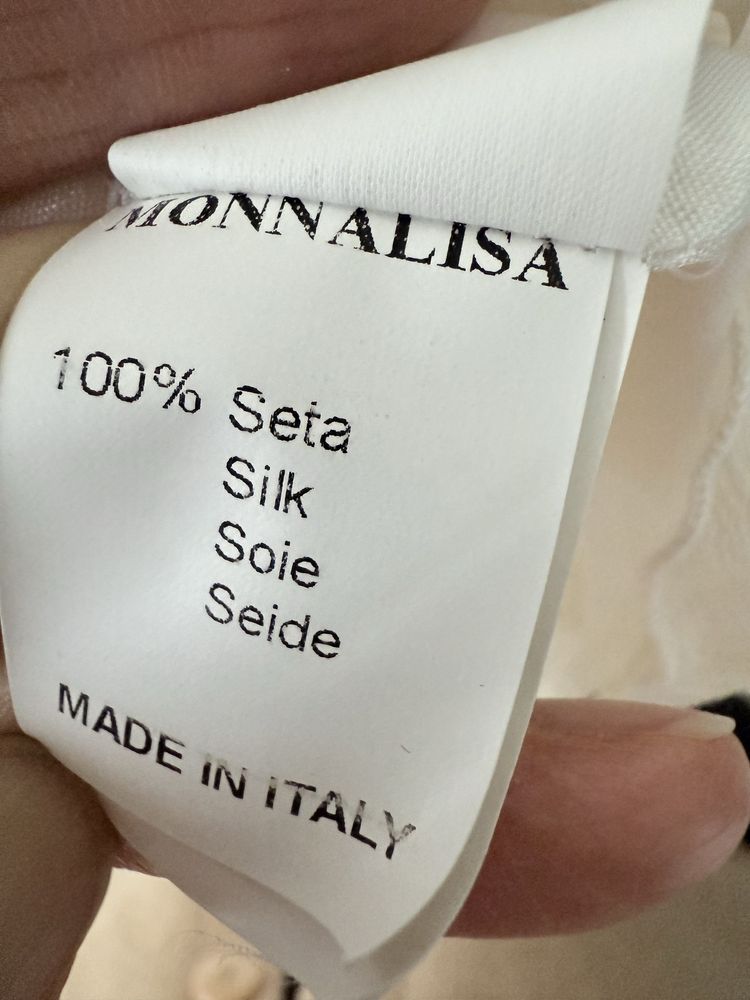 MONNALISA
100% Seta
Silk
Soie
Seide
MADE IN ITALY